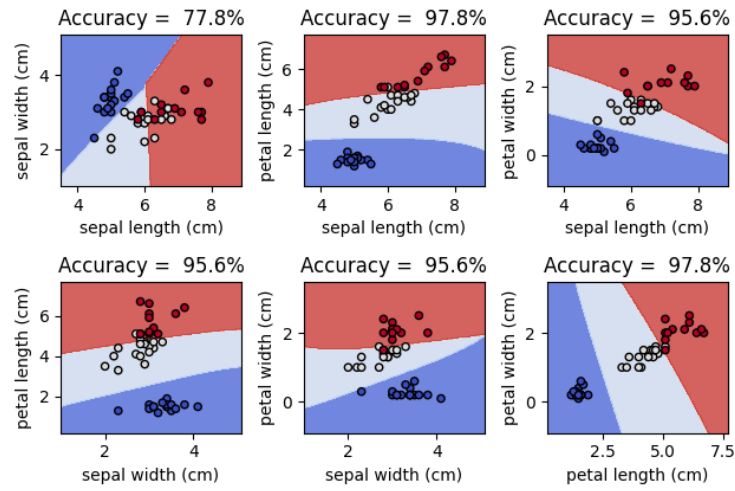 Accuracy = 77.8%
Accuracy = 97.8%
Accuracy = 95.6%
sepal width (cm)
4
2
petal length (cm)
6
4
2
petal width (cm)
2
0
4 6 8
4 6 8
4 6 8
sepal length (cm)
sepal length (cm)
sepal length (cm)
Accuracy = 95.6%
Accuracy = 95.6%
Accuracy = 97.8%
petal length (cm)
6
4
2
petal width (cm)
2
0
petal width (cm)
2
0
2 4
2 4
2.5 5.0 7.5
sepal width (cm)
sepal width (cm)
petal length (cm)